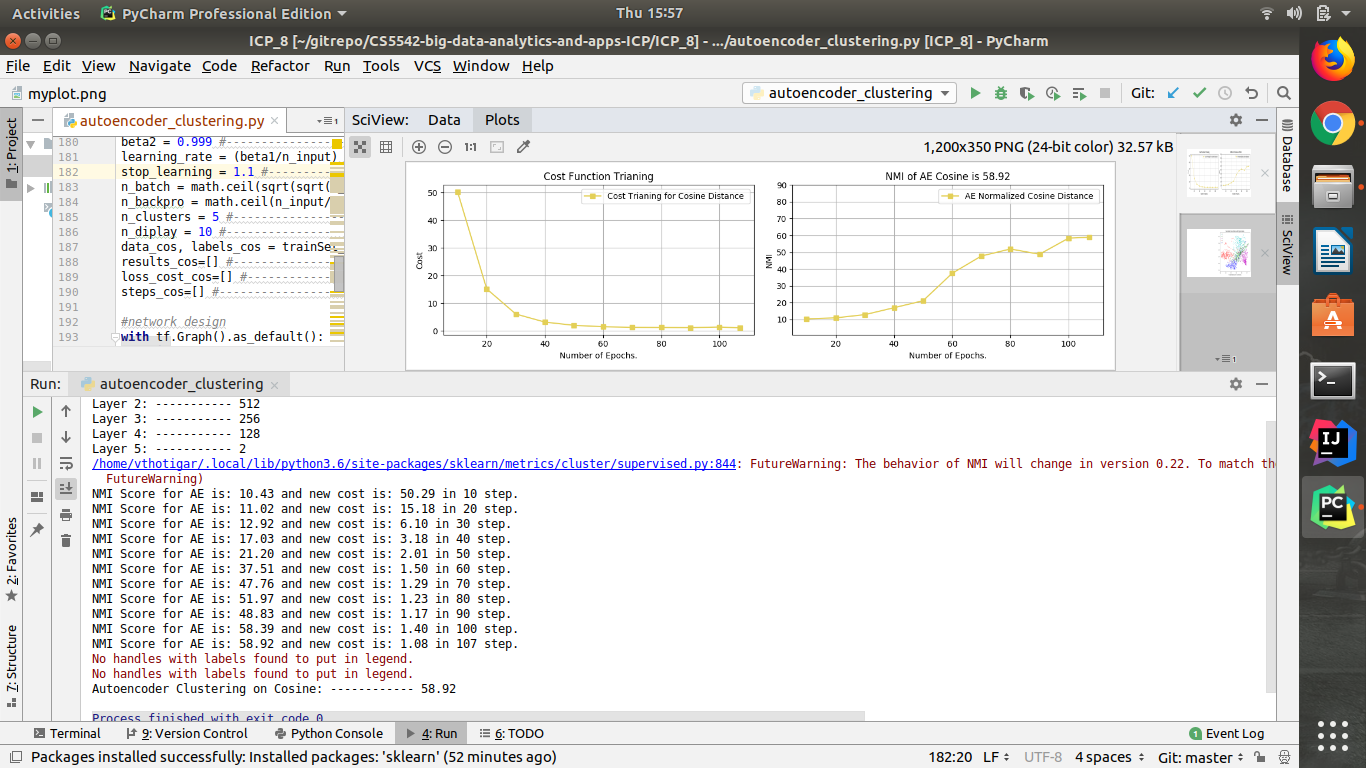 Activities PyCharm Professional Edition Thu 15:57
ICP_8 [~/gitrepo/CS5542-big-data-analytics-and-apps-ICP/ICP_8] - .../autoencoder_clustering.py [ICP_8] - PyCharm
File Edit View Navigate Code Refactor Run Tools VCS Window Help
myplot.png autoencoder_clustering Git:
1: Project
autoencoder_clustering.py
1
180 beta2 = 0.999 #----------------
181 learning_rate = (beta1/n_input)
182 stop_learning = 1.1 #---------
183 n_batch = math.ceil(sqrt(sqrt(
184 n_backpro = math.ceil(n_input/
185 n_clusters = 5 #---------------
186 n_diplay = 10 #----------------
187 data_cos, labels_cos = trainSe
188 results_cos=[] #---------------
189 loss_cost_cos=[] #-------------
190 steps_cos=[] #-----------------
191
192 #network design
193 with tf.Graph().as_default():
SciView: Data Plots
1:1 1,200x350 PNG (24-bit color) 32.57 kB
Cost Function Trianing
Cost Trianing for Cosine Distance
Cost
50
40
30
20
10
0
20 40 60 80 100
Number of Epochs.
NMI of AE Cosine is 58.92
AE Normalized Cosine Distance
NMI
90
80
70
60
50
40
30
20
10
20 40 60 80 100
Number of Epochs.
1
Database
SciView
Run: autoencoder_clustering
Layer 2: ----------- 512
Layer 3: ----------- 256
Layer 4: ----------- 128
Layer 5: ----------- 2
/home/vthotigar/.local/lib/python3.6/site-packages/sklearn/metrics/cluster/supervised.py:844: FutureWarning: The behavior of NMI will change in version 0.22. To match th
FutureWarning)
NMI Score for AE is: 10.43 and new cost is: 50.29 in 10 step.
NMI Score for AE is: 11.02 and new cost is: 15.18 in 20 step.
NMI Score for AE is: 12.92 and new cost is: 6.10 in 30 step.
NMI Score for AE is: 17.03 and new cost is: 3.18 in 40 step.
NMI Score for AE is: 21.20 and new cost is: 2.01 in 50 step.
NMI Score for AE is: 37.51 and new cost is: 1.50 in 60 step.
NMI Score for AE is: 47.76 and new cost is: 1.29 in 70 step.
NMI Score for AE is: 51.97 and new cost is: 1.23 in 80 step.
NMI Score for AE is: 48.83 and new cost is: 1.17 in 90 step.
NMI Score for AE is: 58.39 and new cost is: 1.40 in 100 step.
NMI Score for AE is: 58.92 and new cost is: 1.08 in 107 step.
No handles with labels found to put in legend.
No handles with labels found to put in legend.
Autoencoder Clustering on Cosine: ------------ 58.92
Process finished with exit code 0
2: Favorites
7: Structure
Terminal 9: Version Control Python Console 4: Run 6: TODO 1 Event Log
Packages installed successfully: Installed packages: 'sklearn' (52 minutes ago) 182:20 LF UTF-8 4 spaces Git: master
IJ
PC